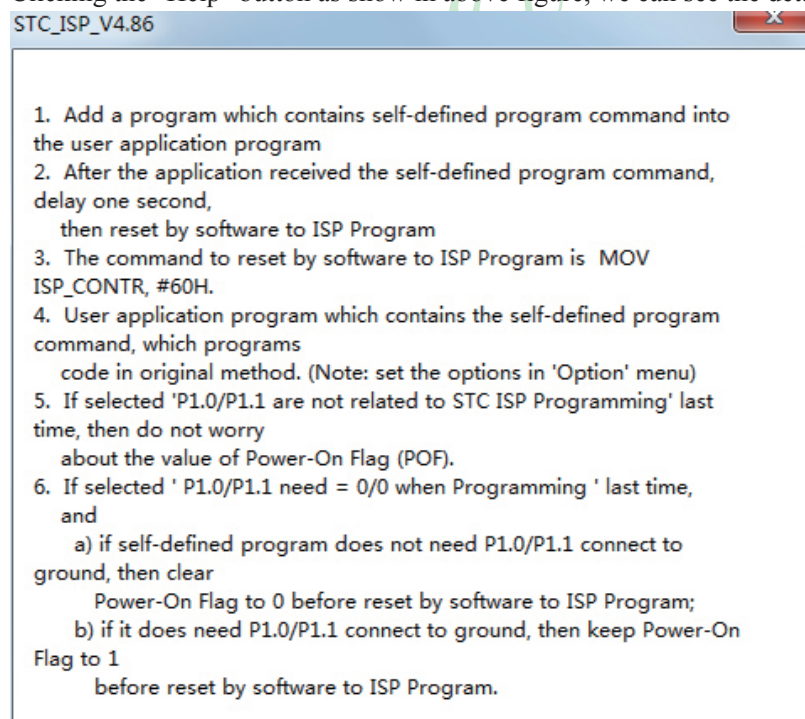 STC_ISP_V4.86
1. Add a program which contains self-defined program command into
the user application program
2. After the application received the self-defined program command,
delay one second,
then reset by software to ISP Program
3. The command to reset by software to ISP Program is MOV
ISP_CONTR, #60H.
4. User application program which contains the self-defined program
command, which programs
code in original method. (Note: set the options in 'Option' menu)
5. If selected 'P1.0/P1.1 are not related to STC ISP Programming' last
time, then do not worry
about the value of Power-On Flag (POF).
6. If selected ' P1.0/P1.1 need = 0/0 when Programming ' last time,
and
a) if self-defined program does not need P1.0/P1.1 connect to
ground, then clear
Power-On Flag to 0 before reset by software to ISP Program;
b) if it does need P1.0/P1.1 connect to ground, then keep Power-On
Flag to 1
before reset by software to ISP Program.